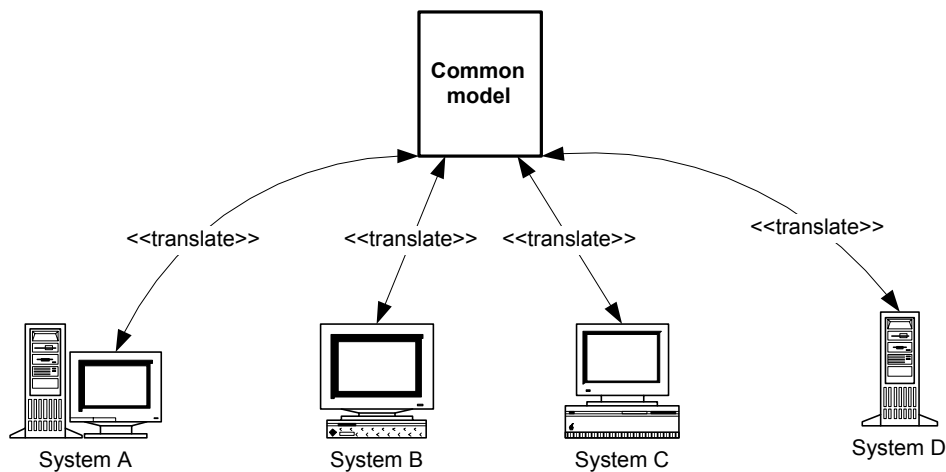 Common
model
<<translate>>
<<translate>>
<<translate>>
<<translate>>
System A
System B
System C
System D